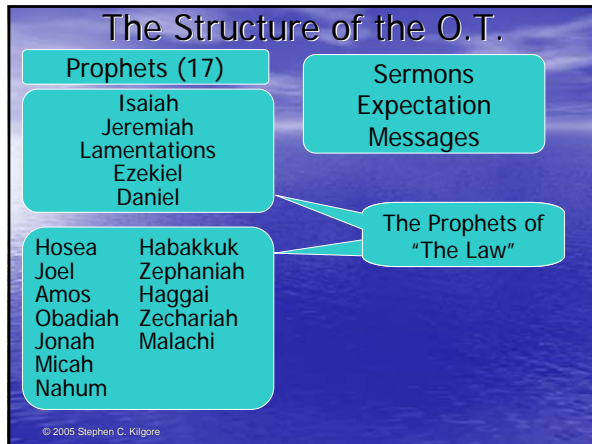 The Structure of the O.T.
Prophets (17)
Isaiah
Jeremiah
Lamentations
Ezekiel
Daniel
Sermons
Expectation
Messages
The Prophets of
“The Law”
Hosea
Joel
Amos
Obadiah
Jonah
Micah
Nahum
Habakkuk
Zephaniah
Haggai
Zechariah
Malachi
© 2005 Stephen C. Kilgore